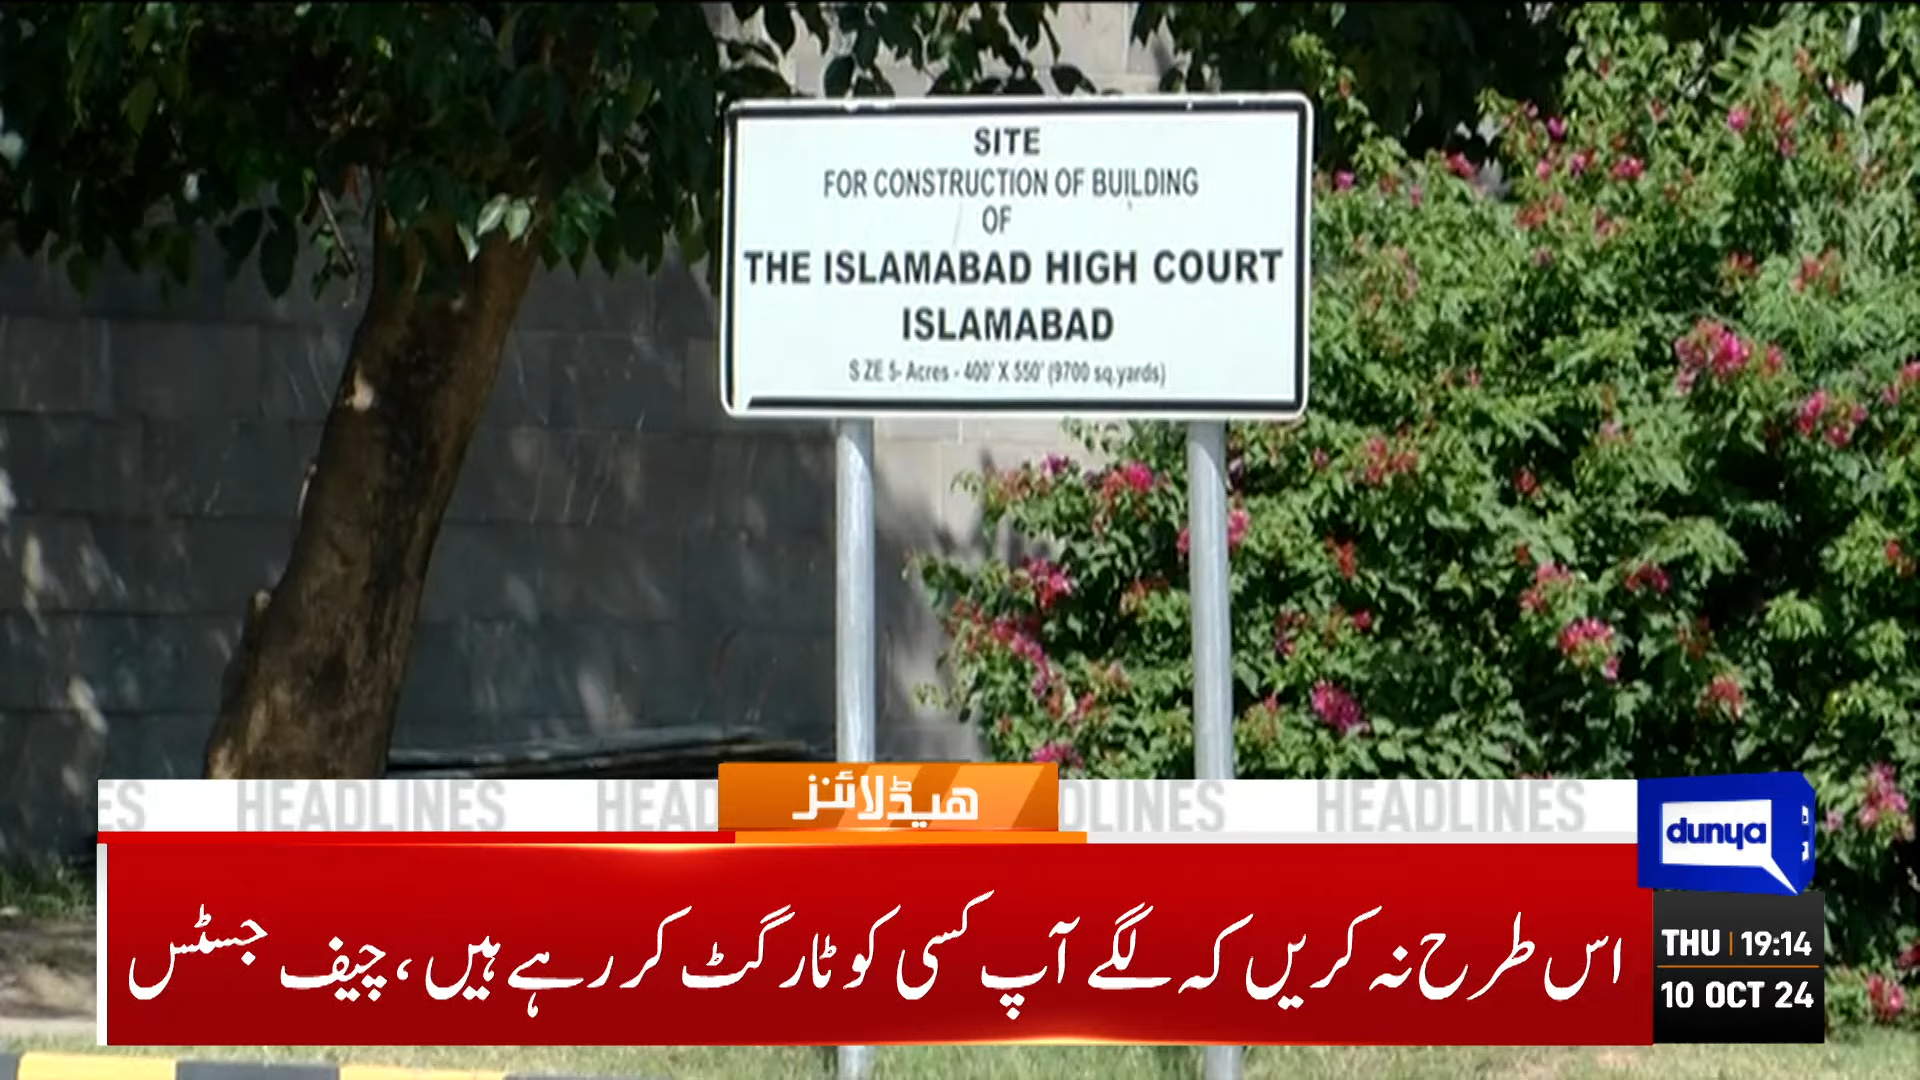 SITE
FOR CONSTRUCTION OF BUILDING
OF
THE ISLAMABAD HIGH COURT
ISLAMABAD
S ZE 5- Acres - 400' X 550' (9700 sq.yards)
HEADLINES HEADLINES
ھیڈلائنز
dunya
اس طرح نہ کریں کہ لگے آپ کسی کو ٹارگٹ کر رہے ہیں، چیف جسٹس
THU 19:14
10 OCT 24